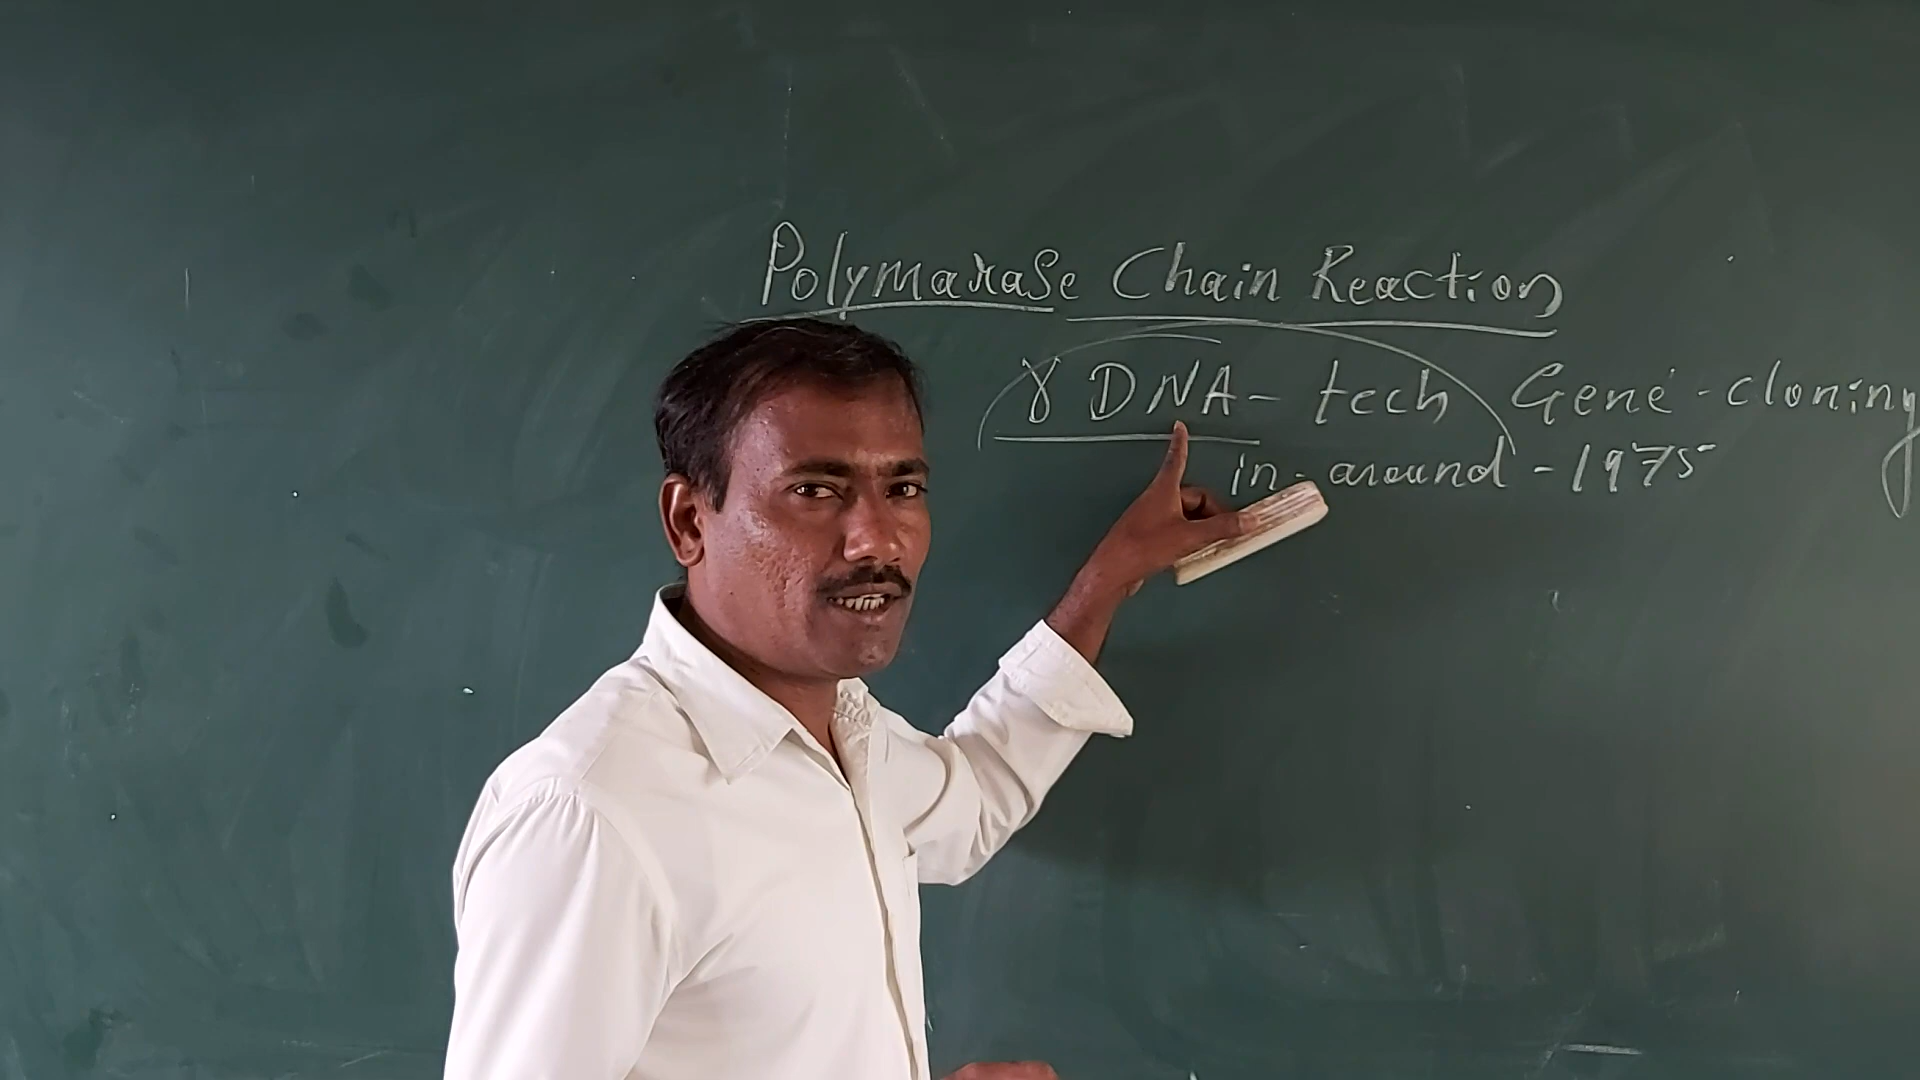 Polymarase Chain Reaction
r DNA - tech Gene - cloning
in - around - 1975